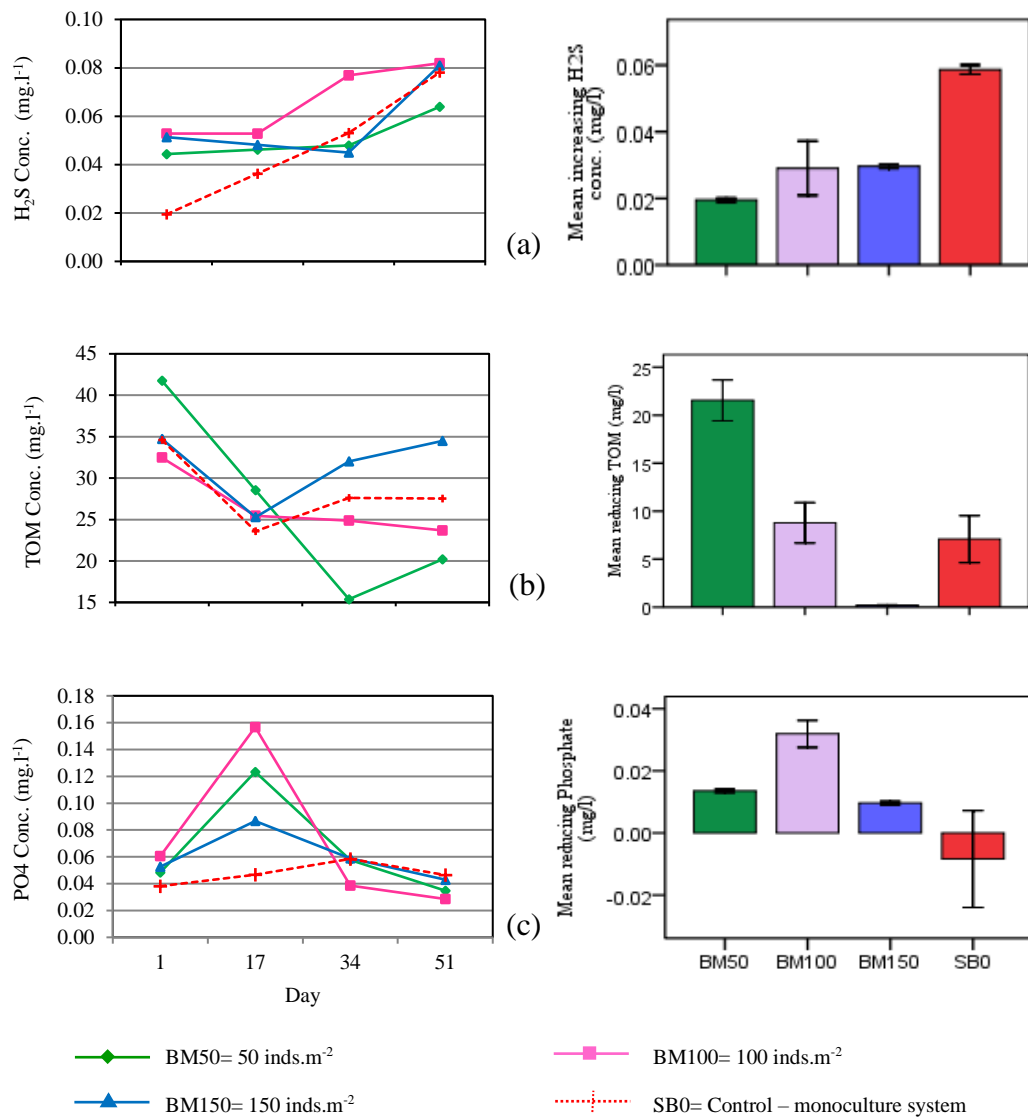 H₂S Conc. (mg.l⁻¹)
0.10
0.08
0.06
0.04
0.02
0.00
(a)
Mean increasing H2S
conc. (mg/l)
0.06
0.04
0.02
0.00
TOM Conc. (mg.l⁻¹)
45
40
35
30
25
20
15
(b)
Mean reducing TOM (mg/l)
25
20
15
10
5
0
PO4 Conc. (mg.l⁻¹)
0.18
0.16
0.14
0.12
0.10
0.08
0.06
0.04
0.02
0.00
1 17 34 51
Day
(c)
Mean reducing Phosphate
(mg/l)
0.04
0.02
0.00
-0.02
BM50 BM100 BM150 SB0
BM50= 50 inds.m⁻²
BM100= 100 inds.m⁻²
BM150= 150 inds.m⁻²
SB0= Control – monoculture system